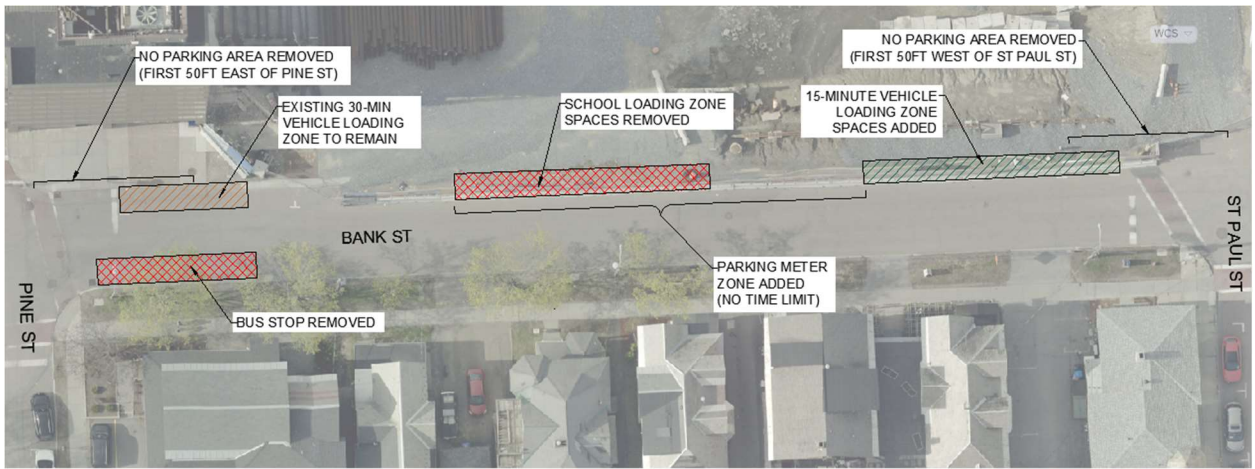 NO PARKING AREA REMOVED
(FIRST 50FT EAST OF PINE ST)
NO PARKING AREA REMOVED
(FIRST 50FT WEST OF ST PAUL ST)
WCS
EXISTING 30-MIN
VEHICLE LOADING
ZONE TO REMAIN
SCHOOL LOADING ZONE
SPACES REMOVED
15-MINUTE VEHICLE
LOADING ZONE
SPACES ADDED
BANK ST
PARKING METER
ZONE ADDED
(NO TIME LIMIT)
BUS STOP REMOVED
PINE ST
ST PAUL ST